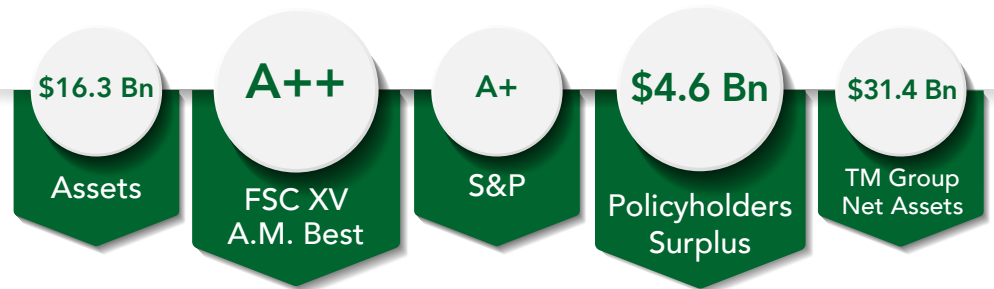 $16.3 Bn
Assets
A++
FSC XV
A.M. Best
A+
S&P
$4.6 Bn
Policyholders
Surplus
$31.4 Bn
TM Group
Net Assets